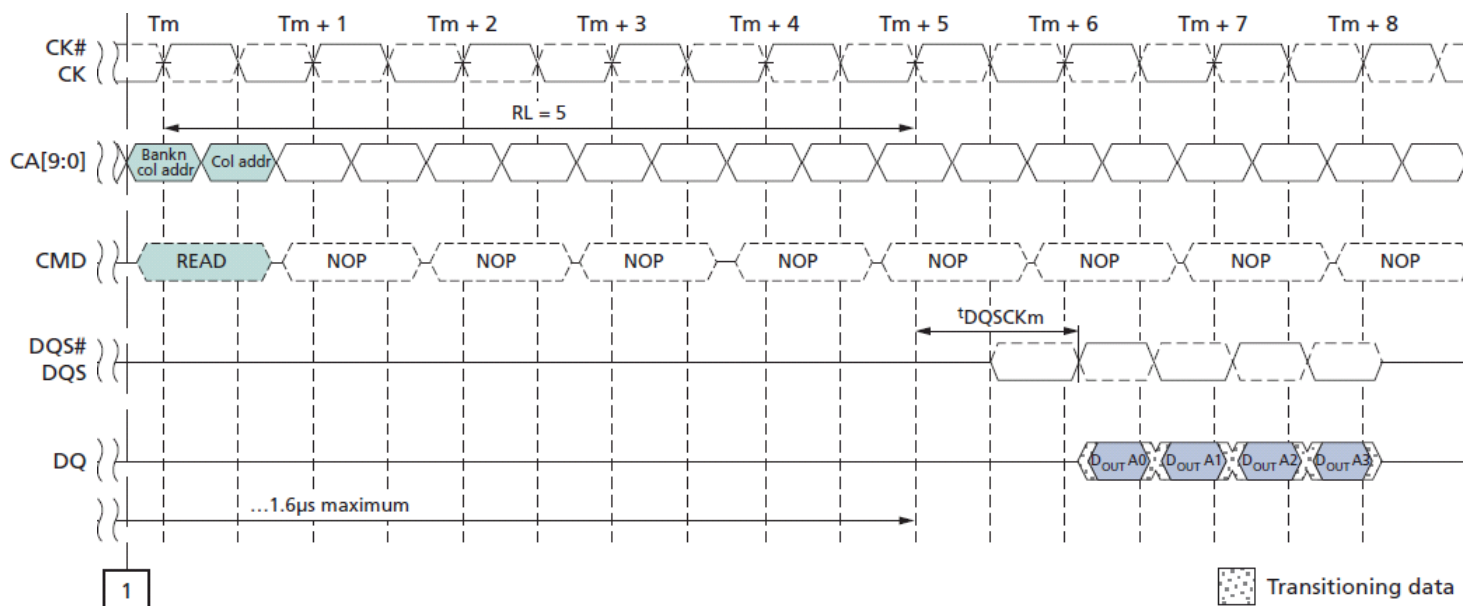 Tm Tm + 1 Tm + 2 Tm + 3 Tm + 4 Tm + 5 Tm + 6 Tm + 7 Tm + 8
CK#
CK
RL = 5
CA[9:0] Bankn col addr Col addr
CMD READ NOP NOP NOP NOP NOP NOP NOP NOP
tDQSCKm
DQS#
DQS
DQ DOUT A0 DOUT A1 DOUT A2 DOUT A3
…1.6µs maximum
1
Transitioning data